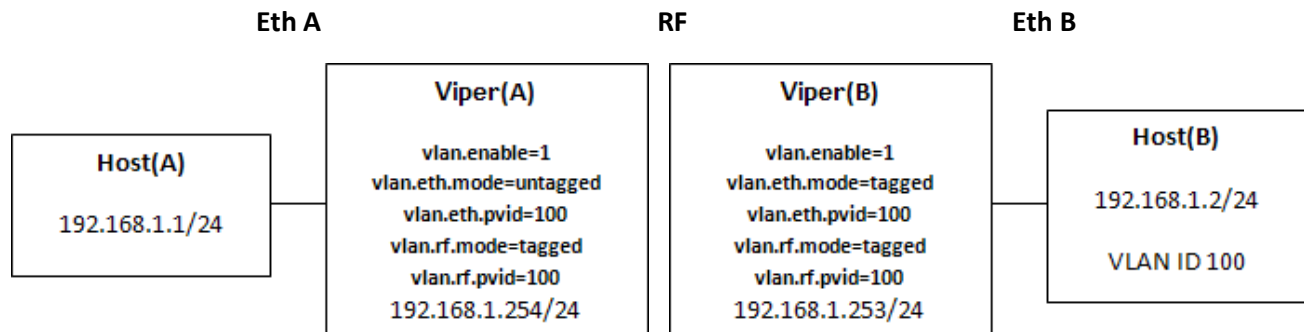 Eth A
RF
Eth B
Host(A)
192.168.1.1/24
Viper(A)
vlan.enable=1
vlan.eth.mode=untagged
vlan.eth.pvid=100
vlan.rf.mode=tagged
vlan.rf.pvid=100
192.168.1.254/24
Viper(B)
vlan.enable=1
vlan.eth.mode=tagged
vlan.eth.pvid=100
vlan.rf.mode=tagged
vlan.rf.pvid=100
192.168.1.253/24
Host(B)
192.168.1.2/24
VLAN ID 100